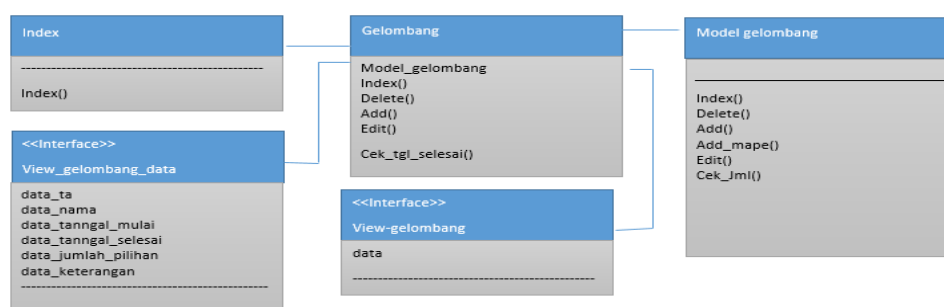 Index
------------------------------------------------
Index()
<<Interface>>
View_gelombang_data
data_ta
data_nama
data_tanngal_mulai
data_tanngal_selesai
data_jumlah_pilihan
data_keterangan
------------------------------------------------
Gelombang
Model_gelombang
Index()
Delete()
Add()
Edit()
Cek_tgl_selesai()
<<Interface>>
View-gelombang
data
------------------------------------------------
Model gelombang
Index()
Delete()
Add()
Add_mape()
Edit()
Cek_Jml()